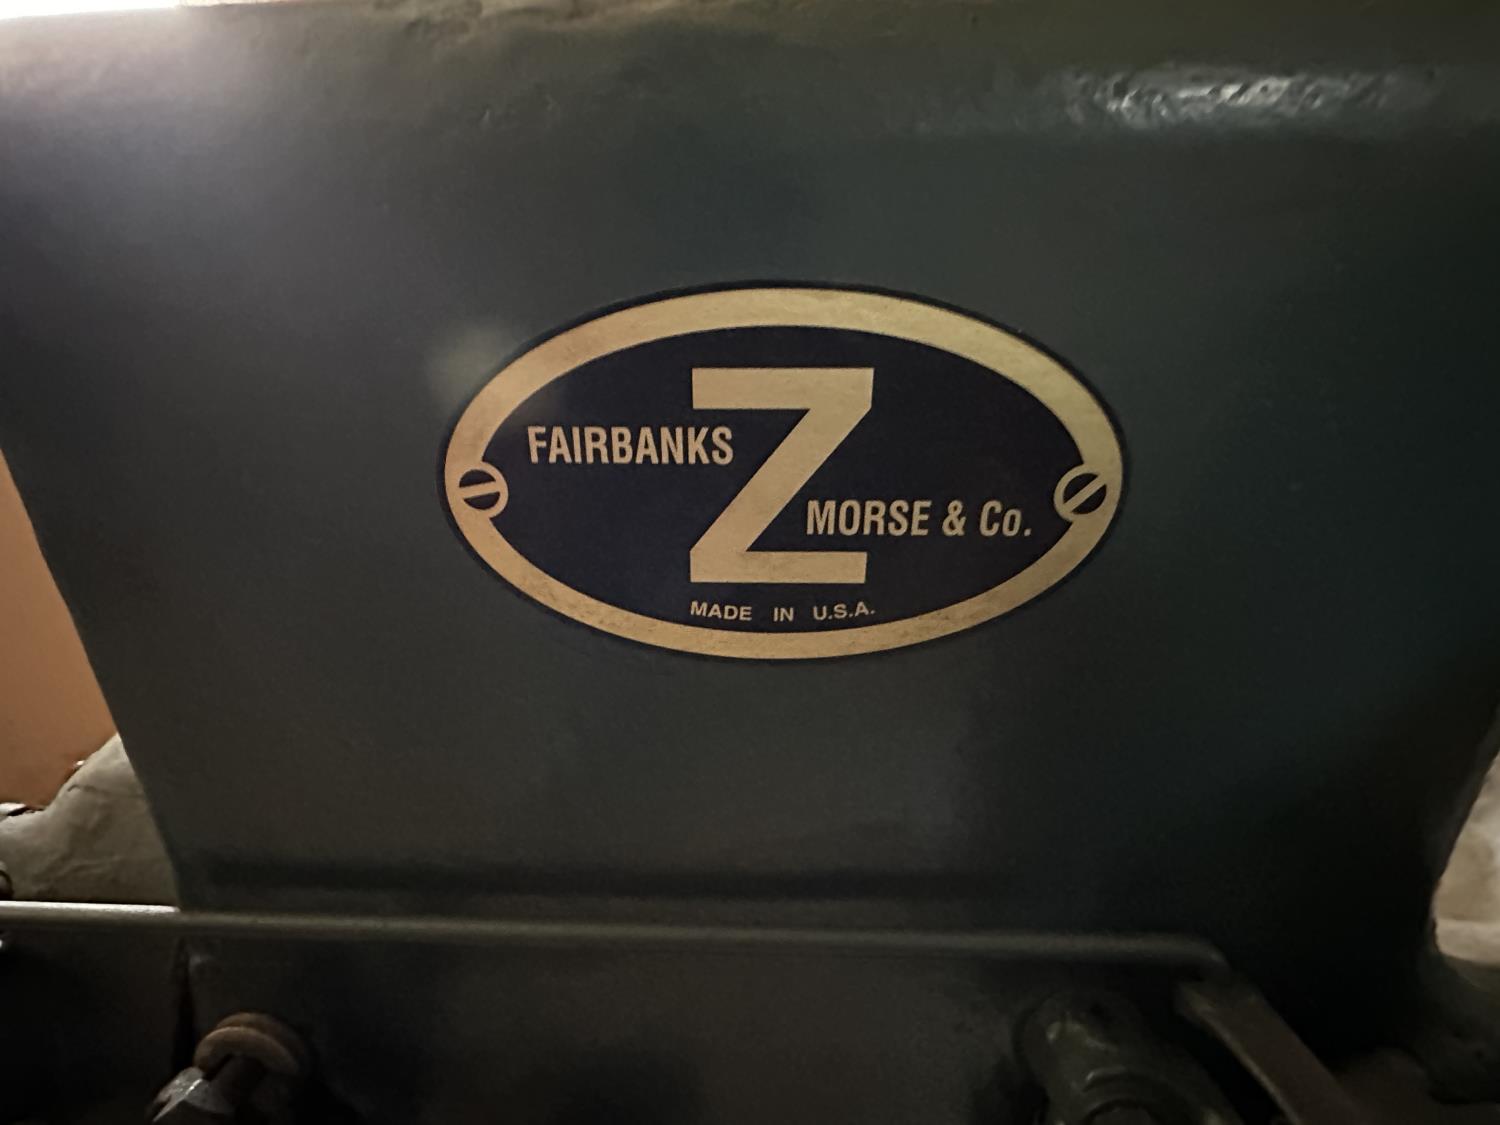 Z
FAIRBANKS
MORSE & Co.
MADE IN U.S.A.